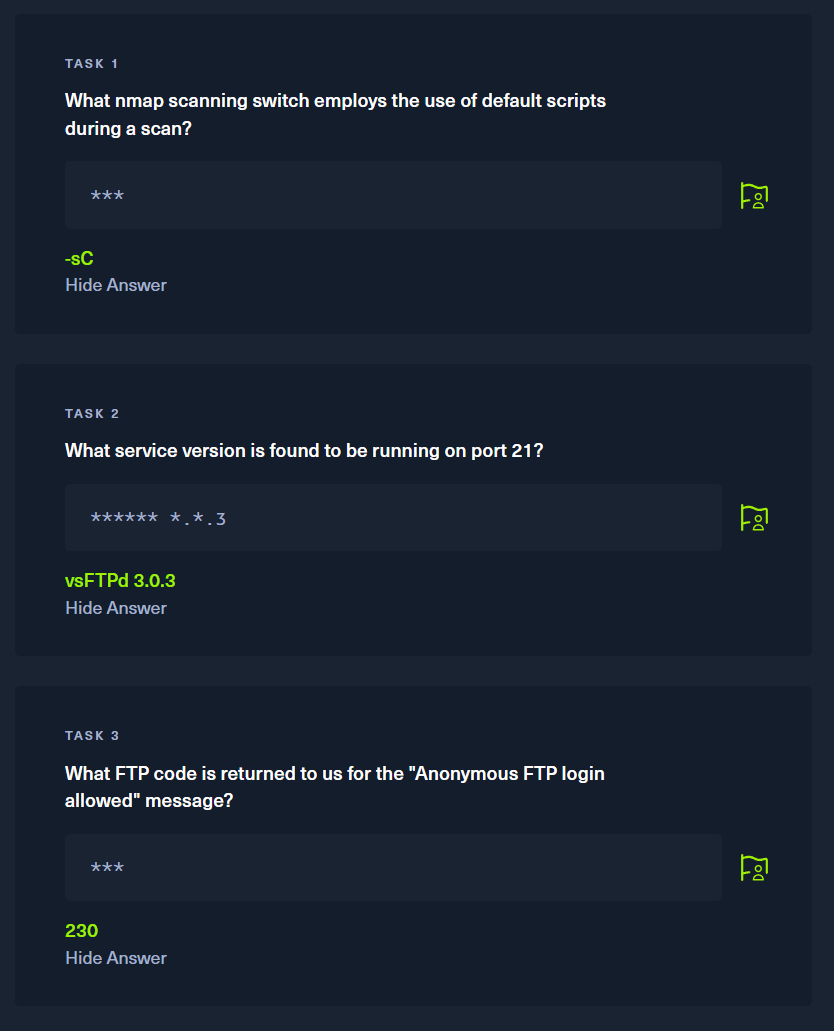 TASK 1
What nmap scanning switch employs the use of default scripts
during a scan?
***
-sC
Hide Answer
TASK 2
What service version is found to be running on port 21?
****** *.*.3
vsFTPd 3.0.3
Hide Answer
TASK 3
What FTP code is returned to us for the "Anonymous FTP login
allowed" message?
***
230
Hide Answer